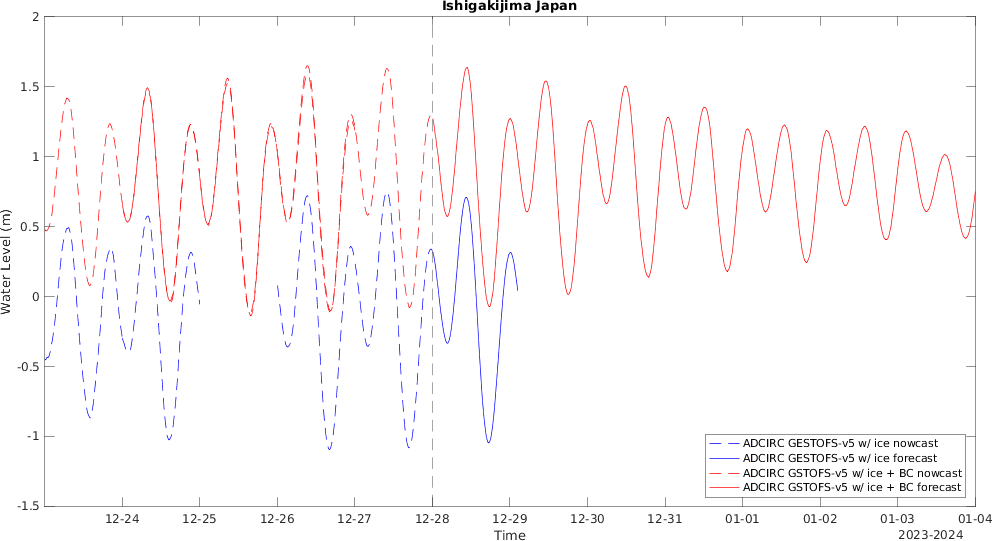 Ishigakijima Japan
2
1.5
1
0.5
0
-0.5
-1
-1.5
Water Level (m)
ADCIRC GESTOFS-v5 w/ ice nowcast
ADCIRC GESTOFS-v5 w/ ice forecast
ADCIRC GSTOFS-v5 w/ ice + BC nowcast
ADCIRC GSTOFS-v5 w/ ice + BC forecast
12-24 12-25 12-26 12-27 12-28 12-29 12-30 12-31 01-01 01-02 01-03 01-04
Time
2023-2024